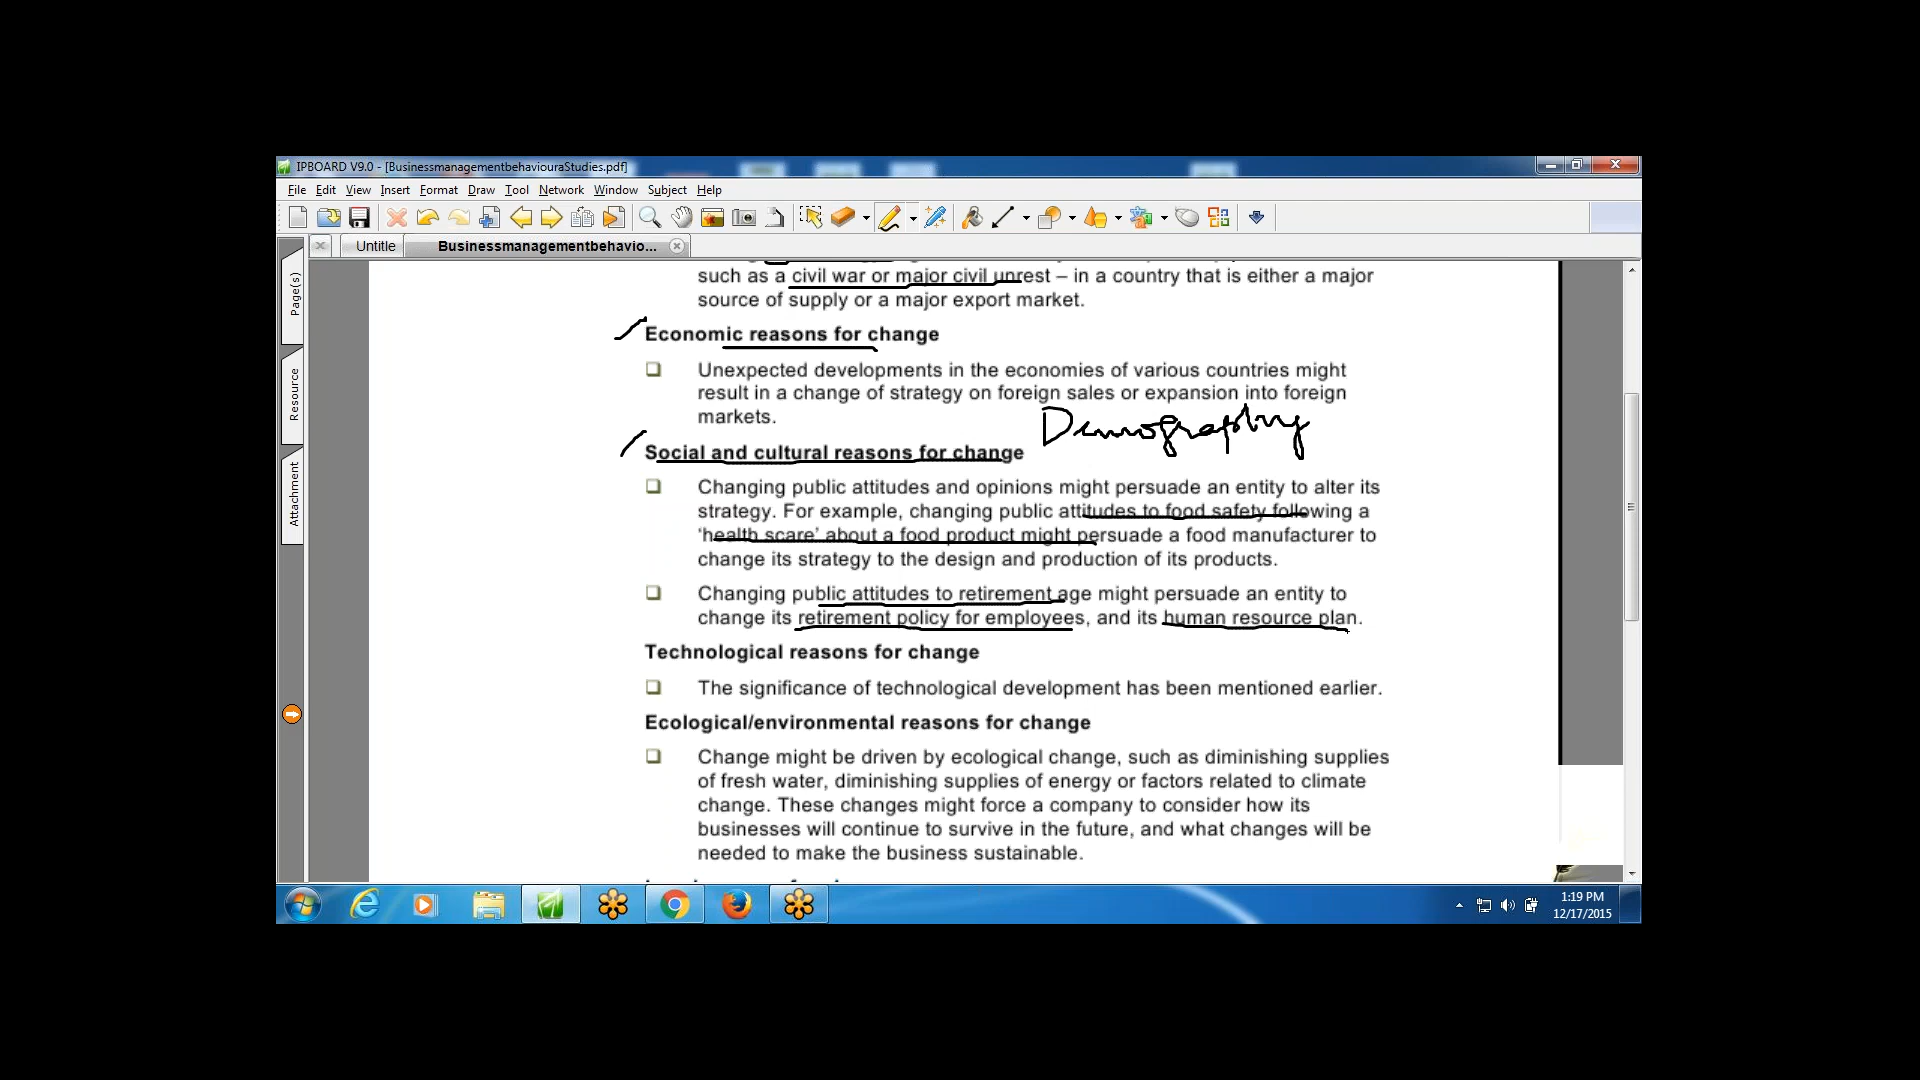 IPBOARD V9.0 - [BusinessmanagementbehaviouraStudies.pdf]
File Edit View Insert Format Draw Tool Network Window Subject Help
Untitle Businessmanagementbehavio...
Page(s)
Resource
Attachment
such as a civil war or major civil unrest – in a country that is either a major
source of supply or a major export market.
Economic reasons for change
❑ Unexpected developments in the economies of various countries might
result in a change of strategy on foreign sales or expansion into foreign
markets.
Demography
Social and cultural reasons for change
❑ Changing public attitudes and opinions might persuade an entity to alter its
strategy. For example, changing public attitudes to food safety following a
‘health scare’ about a food product might persuade a food manufacturer to
change its strategy to the design and production of its products.
❑ Changing public attitudes to retirement age might persuade an entity to
change its retirement policy for employees, and its human resource plan.
Technological reasons for change
❑ The significance of technological development has been mentioned earlier.
Ecological/environmental reasons for change
❑ Change might be driven by ecological change, such as diminishing supplies
of fresh water, diminishing supplies of energy or factors related to climate
change. These changes might force a company to consider how its
businesses will continue to survive in the future, and what changes will be
needed to make the business sustainable.
1:19 PM
12/17/2015